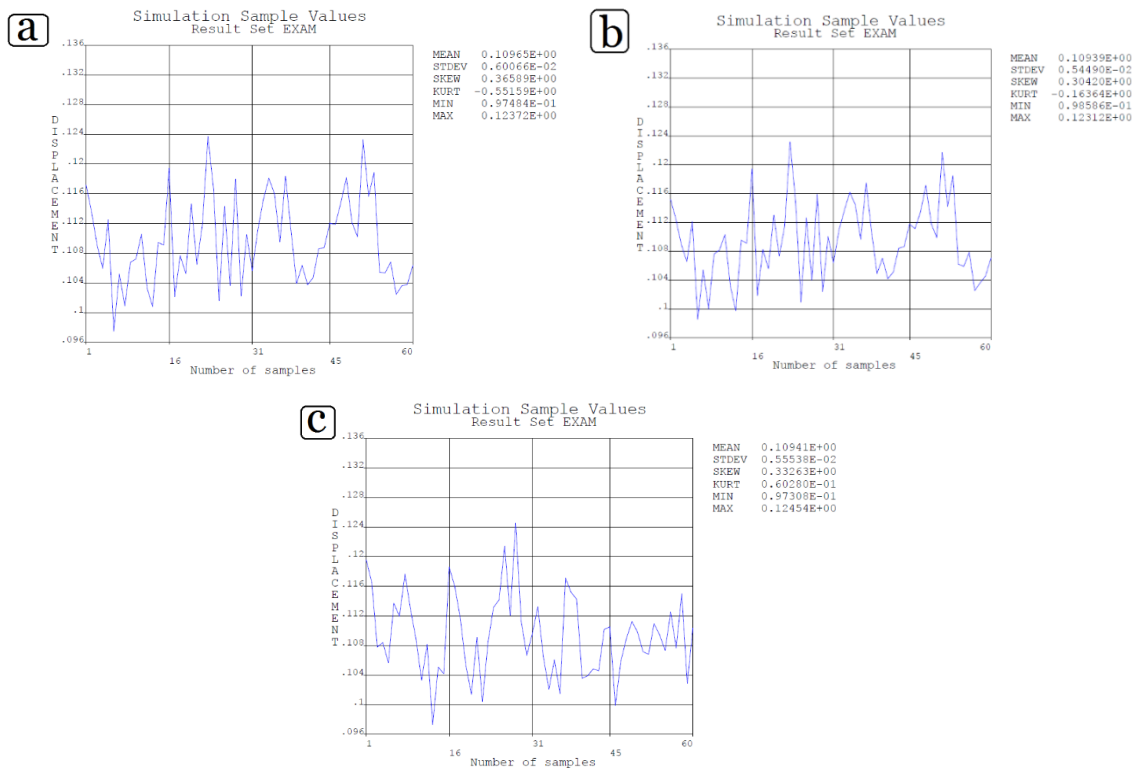 a
Simulation Sample Values
Result Set EXAM
.136
.132
.128
.124
.12
.116
.112
.108
.104
.1
.096
DISPLACEMENT
1
16
31
45
60
Number of samples
MEAN 0.10965E+00
STDEV 0.60066E-02
SKEW 0.36589E+00
KURT -0.55159E+00
MIN 0.97484E-01
MAX 0.12372E+00
b
Simulation Sample Values
Result Set EXAM
.136
.132
.128
.124
.12
.116
.112
.108
.104
.1
.096
DISPLACEMENT
1
16
31
45
60
Number of samples
MEAN 0.10939E+00
STDEV 0.54490E-02
SKEW 0.30420E+00
KURT -0.16364E+00
MIN 0.98586E-01
MAX 0.12312E+00
c
Simulation Sample Values
Result Set EXAM
.136
.132
.128
.124
.12
.116
.112
.108
.104
.1
.096
DISPLACEMENT
1
16
31
45
60
Number of samples
MEAN 0.10941E+00
STDEV 0.55538E-02
SKEW 0.33263E+00
KURT 0.60280E-01
MIN 0.97308E-01
MAX 0.12454E+00